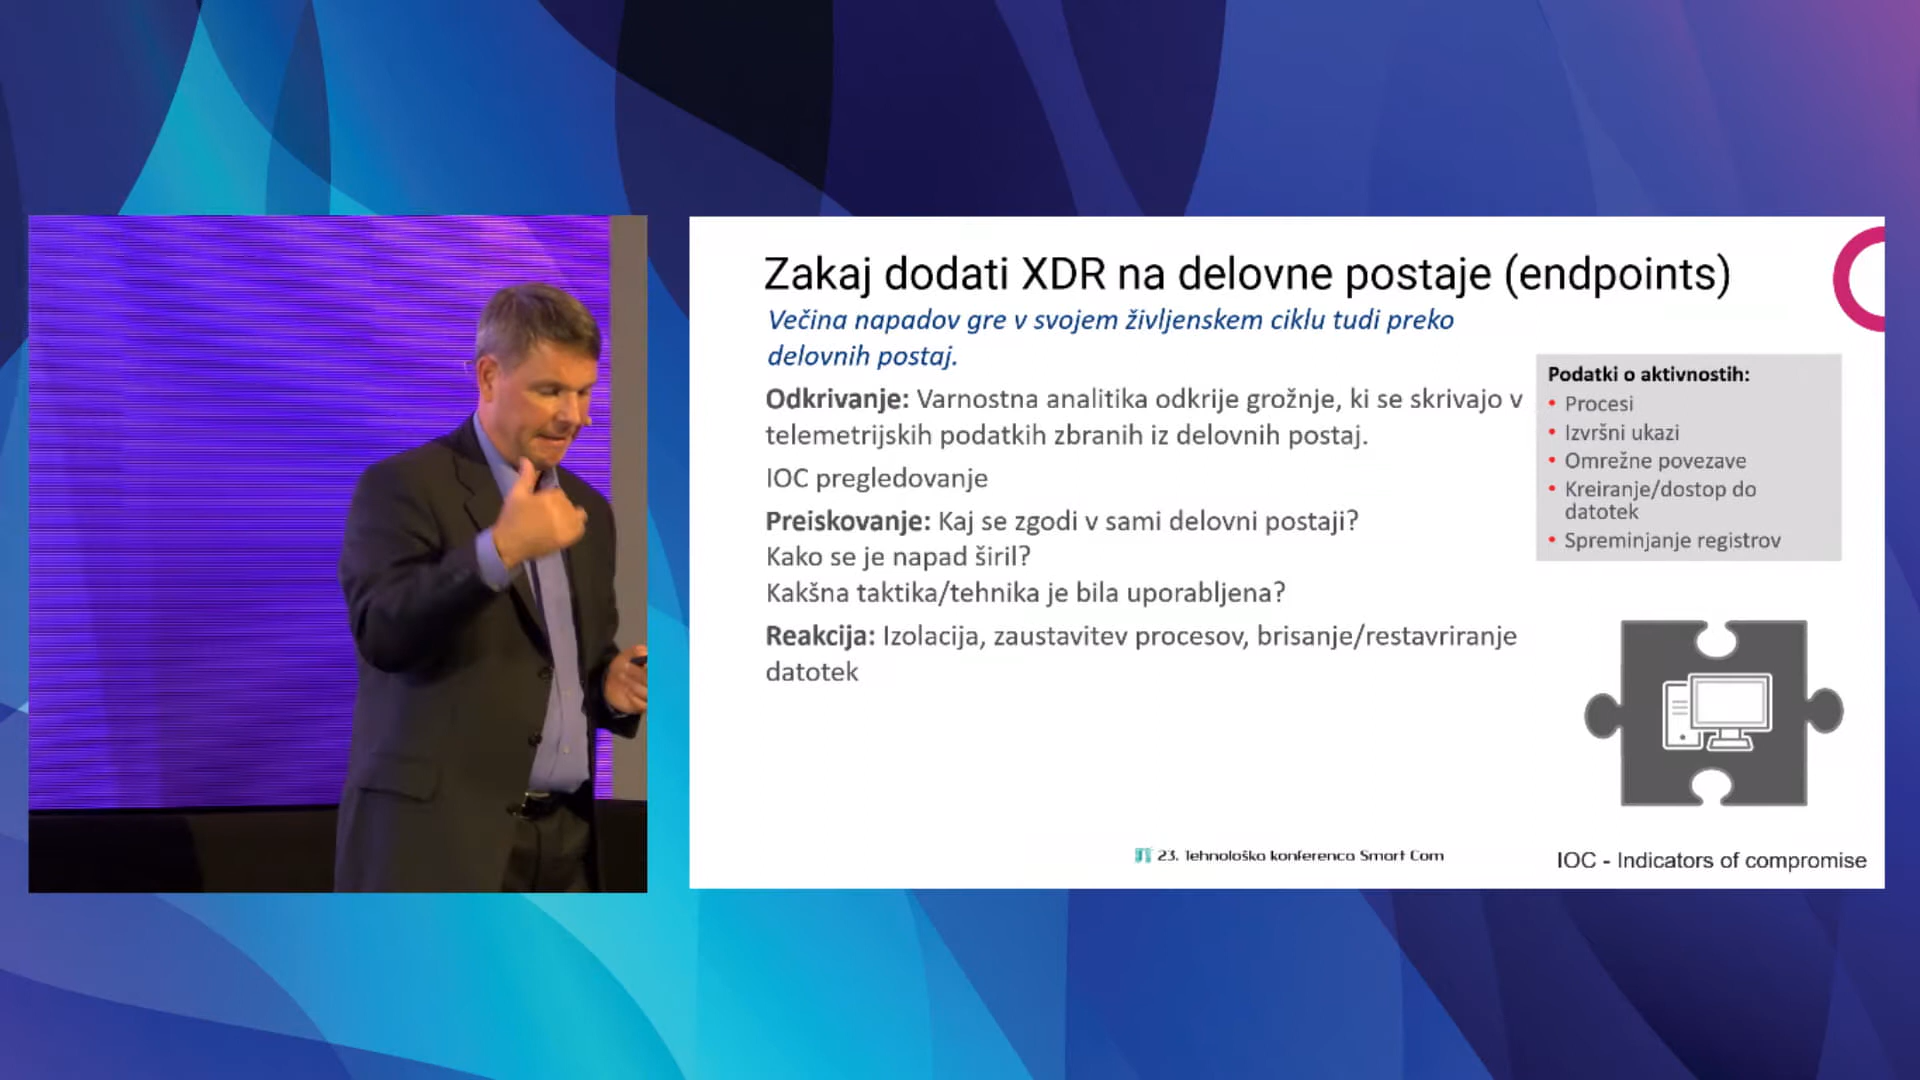 Zakaj dodati XDR na delovne postaje (endpoints)
Večina napadov gre v svojem življenskem ciklu tudi preko
delovnih postaj.
Odkrivanje: Varnostna analitika odkrije grožnje, ki se skrivajo v
telemetrijskih podatkih zbranih iz delovnih postaj.
IOC pregledovanje
Preiskovanje: Kaj se zgodi v sami delovni postaji?
Kako se je napad širil?
Kakšna taktika/tehnika je bila uporabljena?
Reakcija: Izolacija, zaustavitev procesov, brisanje/restavriranje
datotek
Podatki o aktivnostih:
• Procesi
• Izvršni ukazi
• Omrežne povezave
• Kreiranje/dostop do
datotek
• Spreminjanje registrov
23. Tehnološka konferenca Smart Com
IOC - Indicators of compromise